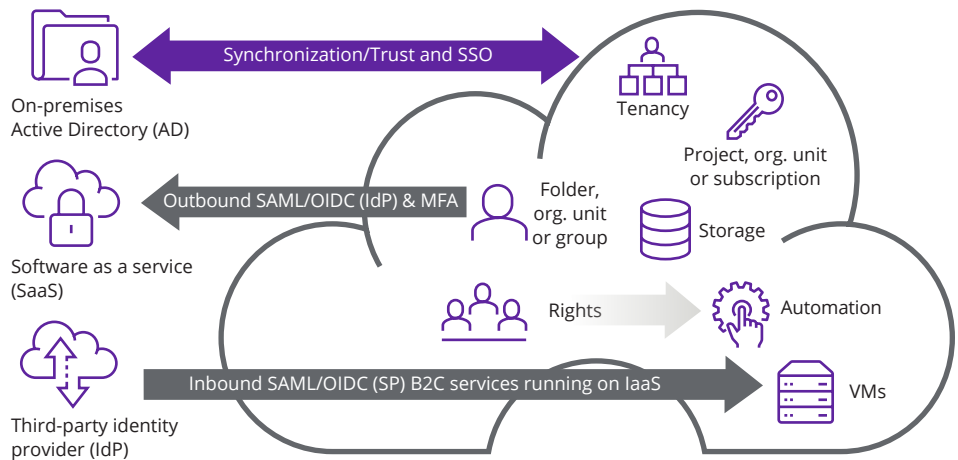 Synchronization/Trust and SSO
On-premises
Active Directory (AD)
Tenancy
Project, org. unit
or subscription
Outbound SAML/OIDC (IdP) & MFA
Folder,
org. unit
or group
Storage
Software as a service
(SaaS)
Rights
Automation
Inbound SAML/OIDC (SP) B2C services running on IaaS
VMs
Third-party identity
provider (IdP)